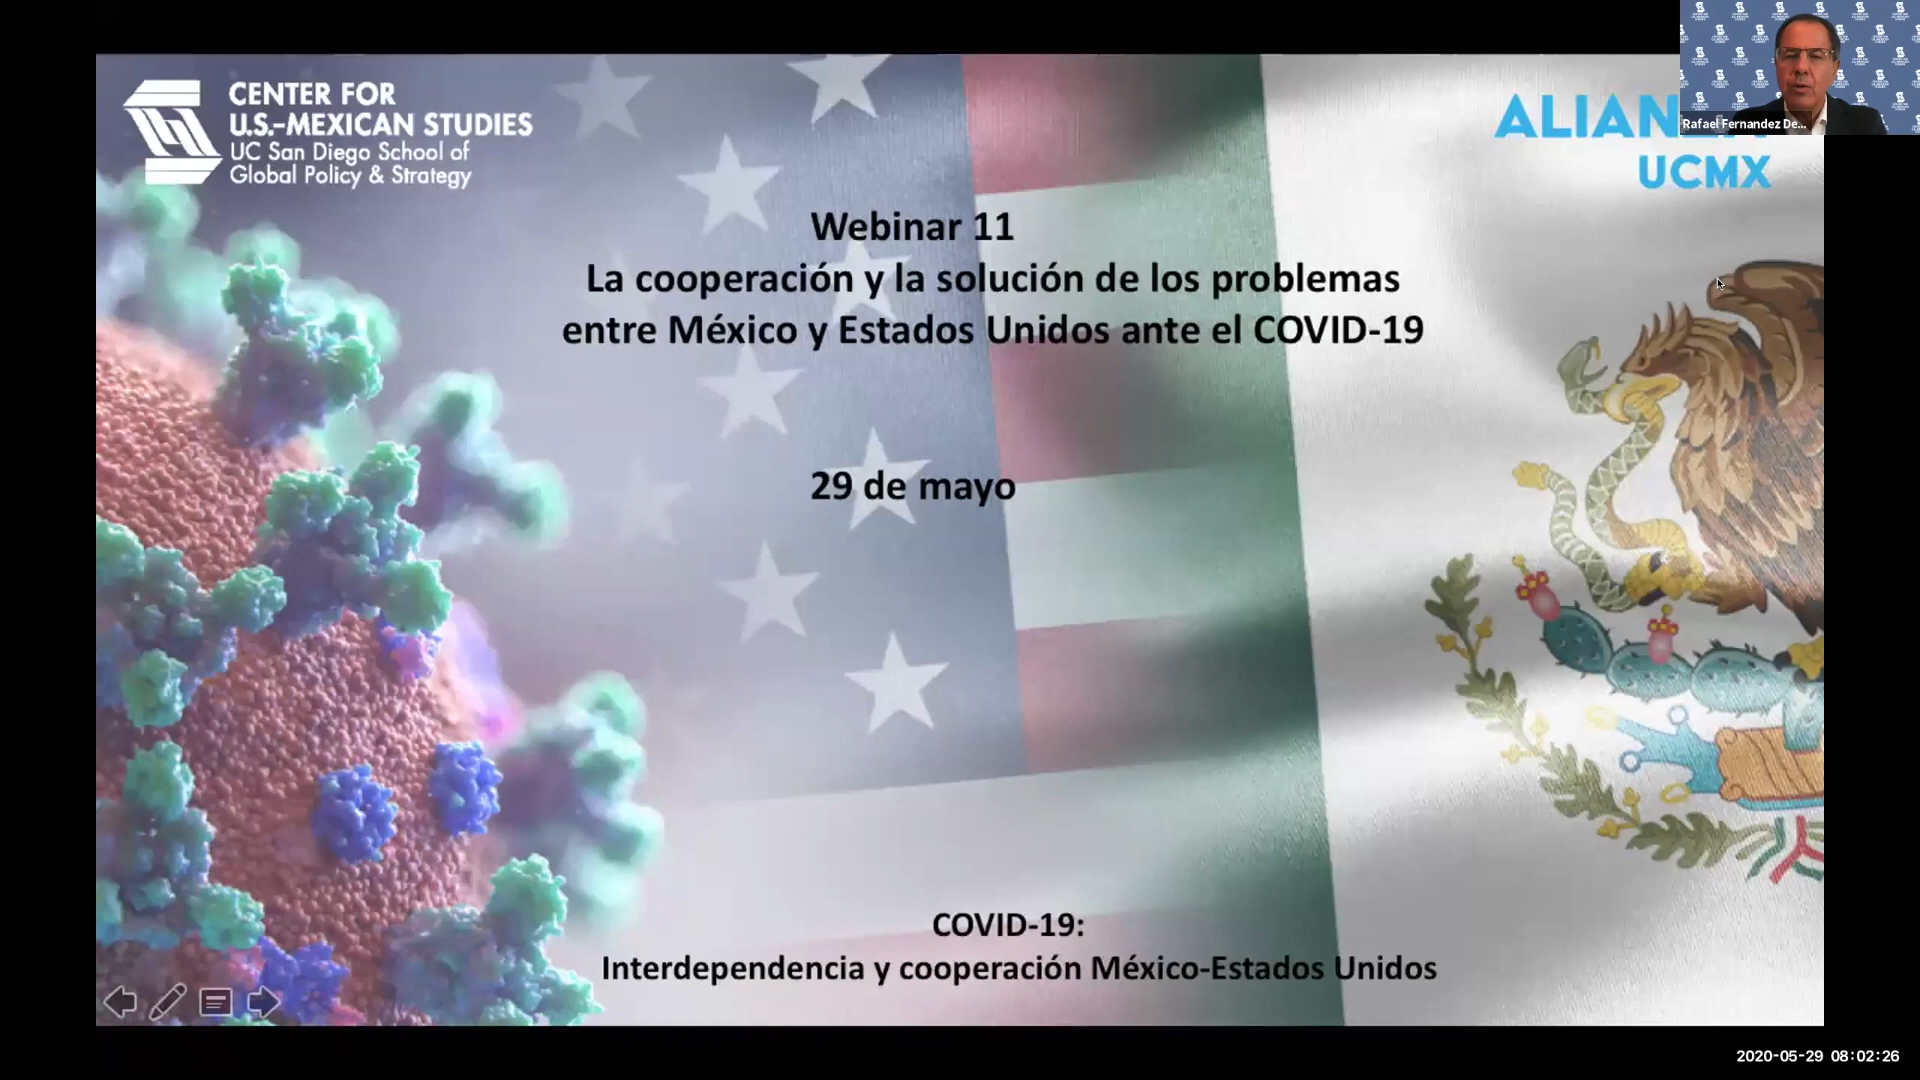 CENTER FOR
U.S.-MEXICAN STUDIES
UC San Diego School of
Global Policy & Strategy
UCMX
Rafael Fernandez De...
Webinar 11
La cooperación y la solución de los problemas
entre México y Estados Unidos ante el COVID-19
29 de mayo
COVID-19:
Interdependencia y cooperación México-Estados Unidos
2020-05-29 08:02:26